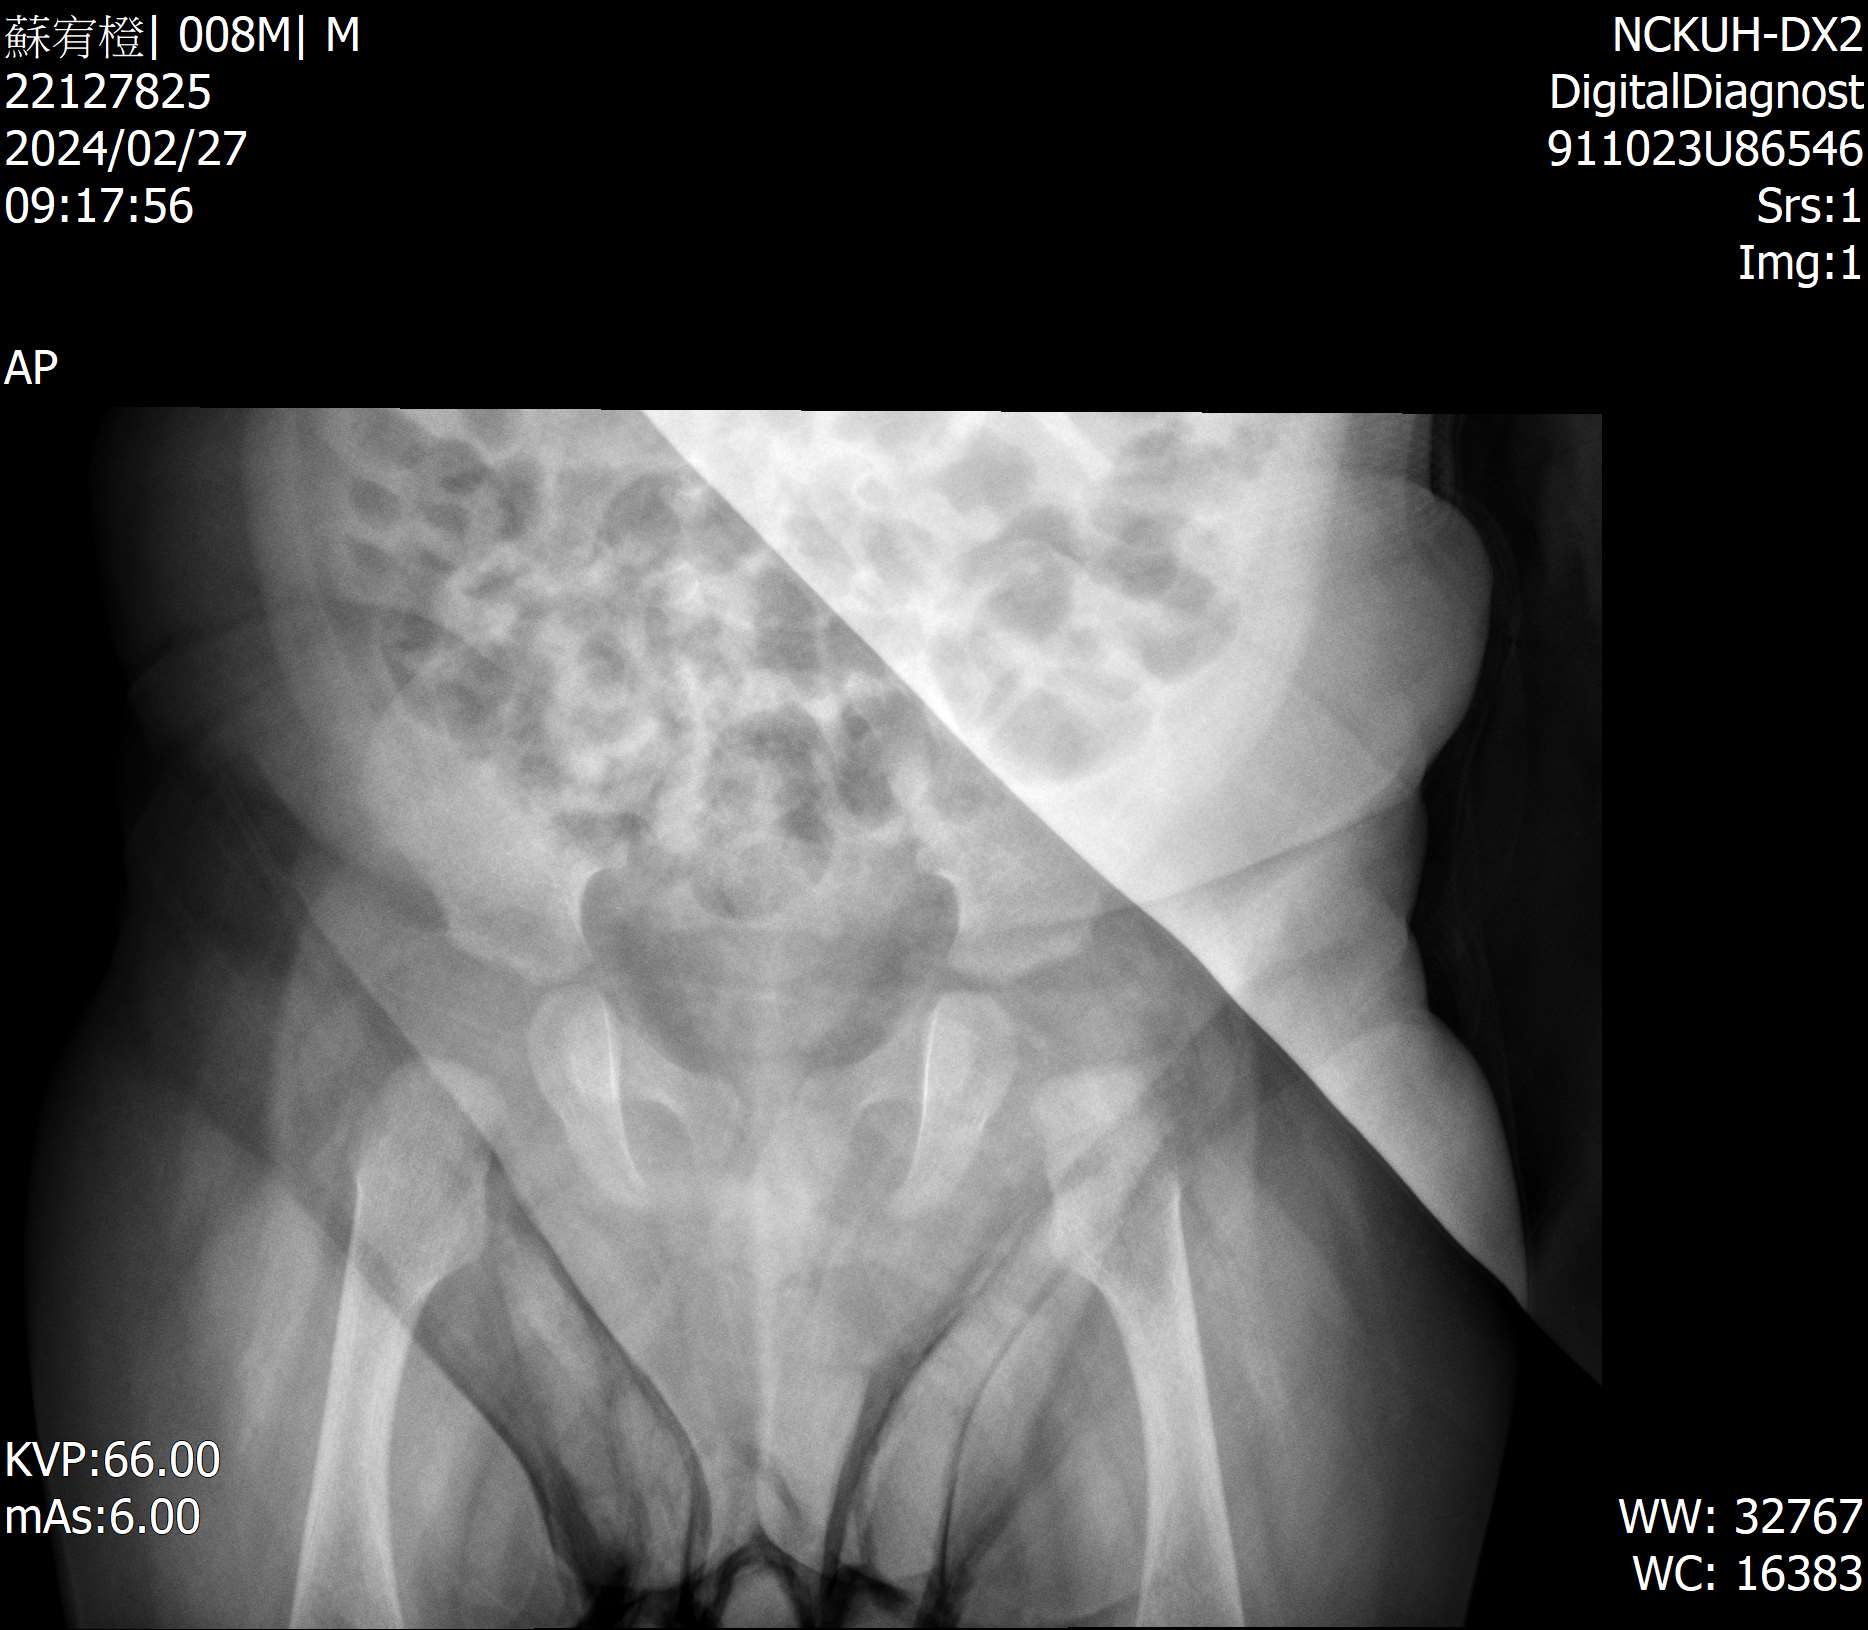 蘇宥橙| 008M| M
22127825
2024/02/27
09:17:56
AP
NCKUH-DX2
DigitalDiagnost
911023U86546
Srs:1
Img:1
KVP:66.00
mAs:6.00
WW: 32767
WC: 16383